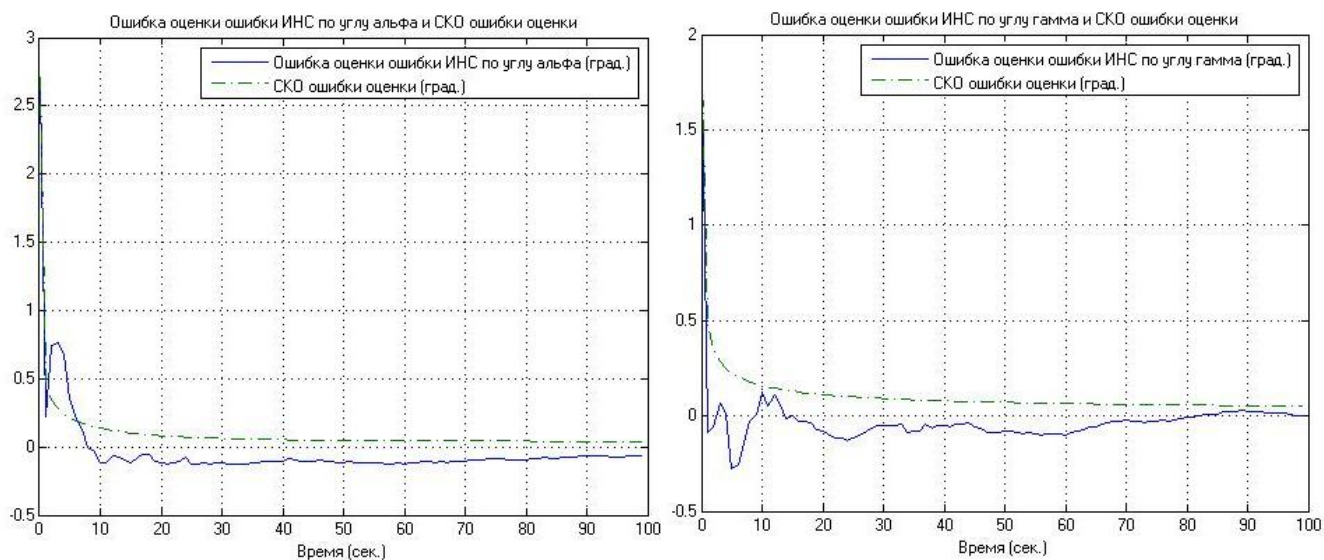 Ошибка оценки ошибки ИНС по углу альфа и СКО ошибки оценки
3
2.5
2
1.5
1
0.5
0
-0.5
Ошибка оценки ошибки ИНС по углу альфа (град.)
СКО ошибки оценки (град.)
0 10 20 30 40 50 60 70 80 90 100
Время (сек.)
Ошибка оценки ошибки ИНС по углу гамма и СКО ошибки оценки
2
1.5
1
0.5
0
-0.5
Ошибка оценки ошибки ИНС по углу гамма (град.)
СКО ошибки оценки (град.)
0 10 20 30 40 50 60 70 80 90 100
Время (сек.)